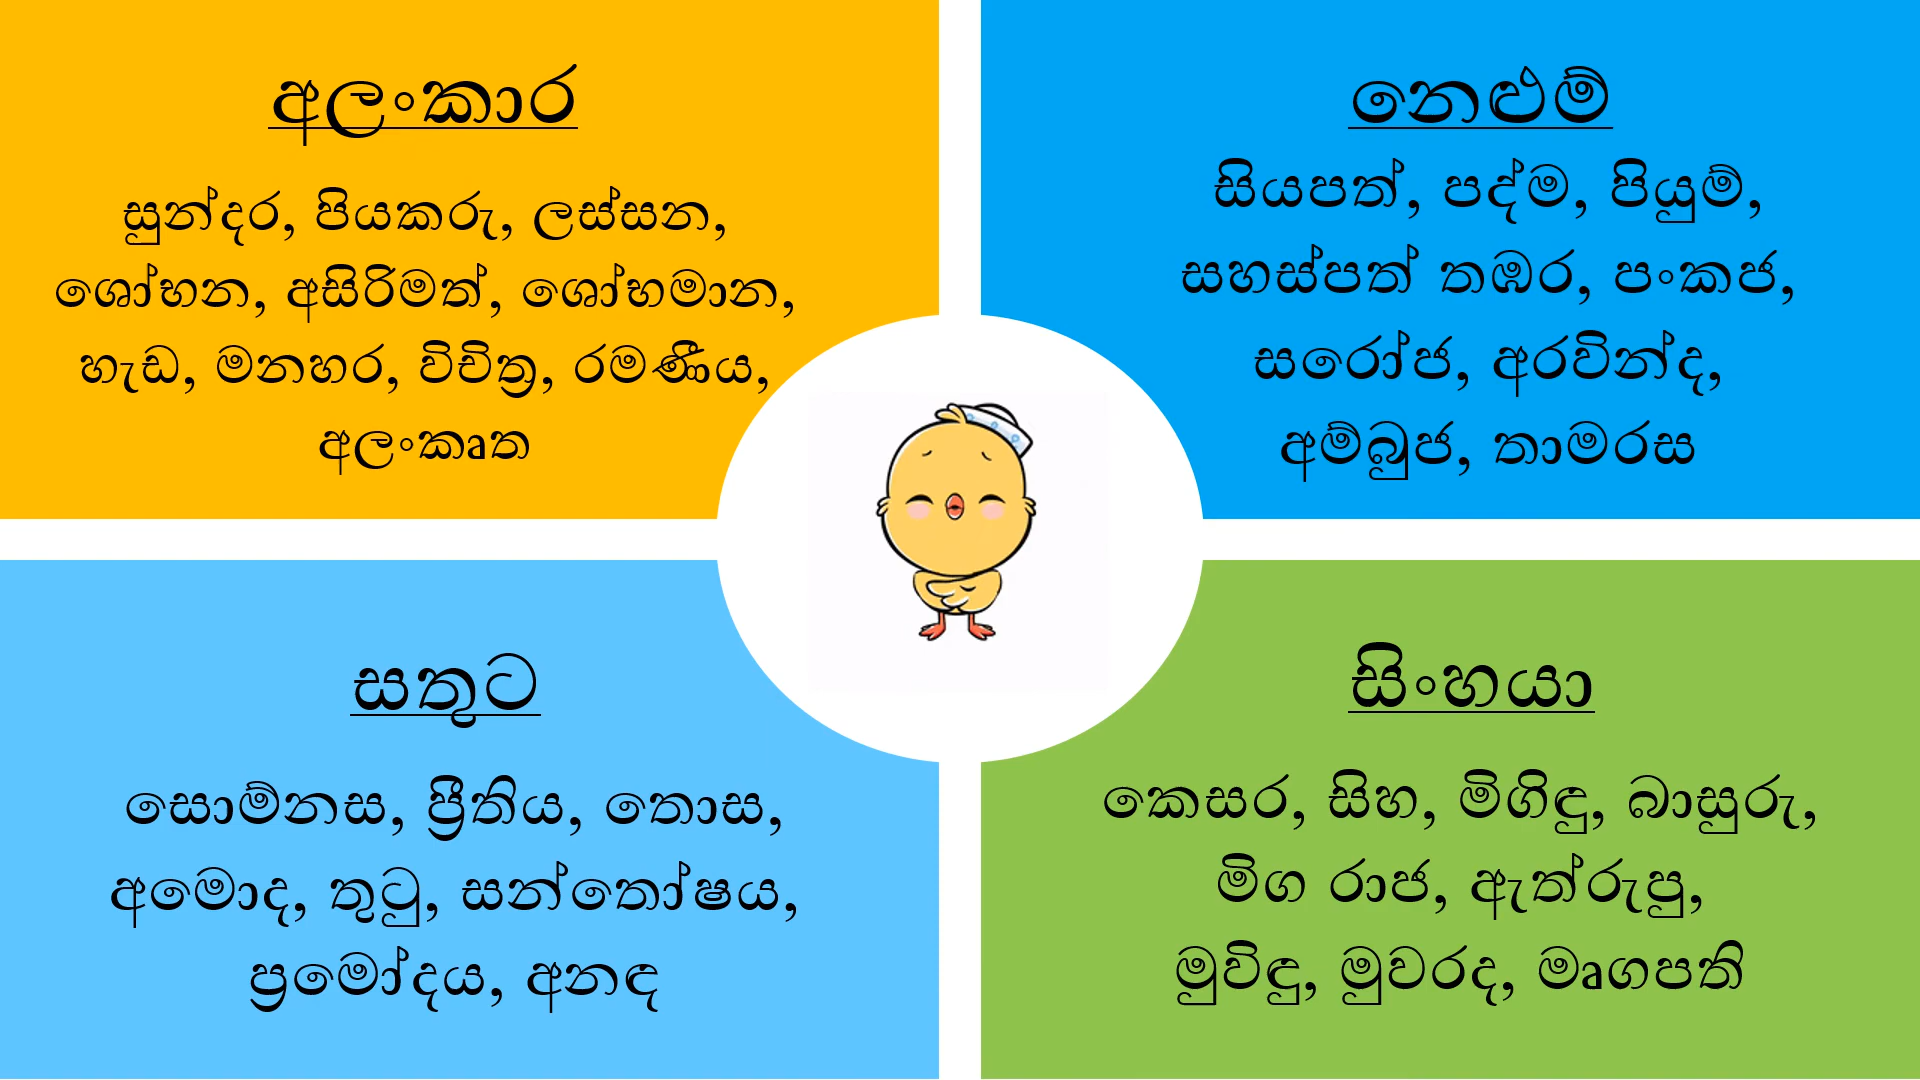 අලංකාර
සුන්දර, පියකරු, ලස්සන,
ශෝභන, අසිරිමත්, ශෝභමාන,
හැඩ, මනහර, විචිත්‍ර, රමණීය,
අලංකෘත
නෙළුම්
සියපත්, පද්ම, පියුම්,
සහස්පත් තඹර, පංකජ,
සරෝජ, අරවින්ද,
අම්බුජ, තාමරස
සතුට
සොම්නස, ප්‍රීතිය, තොස,
අමොද, තුටු, සන්තෝෂය,
ප්‍රමෝදය, අනඳ
සිංහයා
කෙසර, සිහ, මිගිඳු, බාසුරු,
මිග රාජ, ඇත්රුපු,
මුවිඳු, මුවරද, මෘගපති